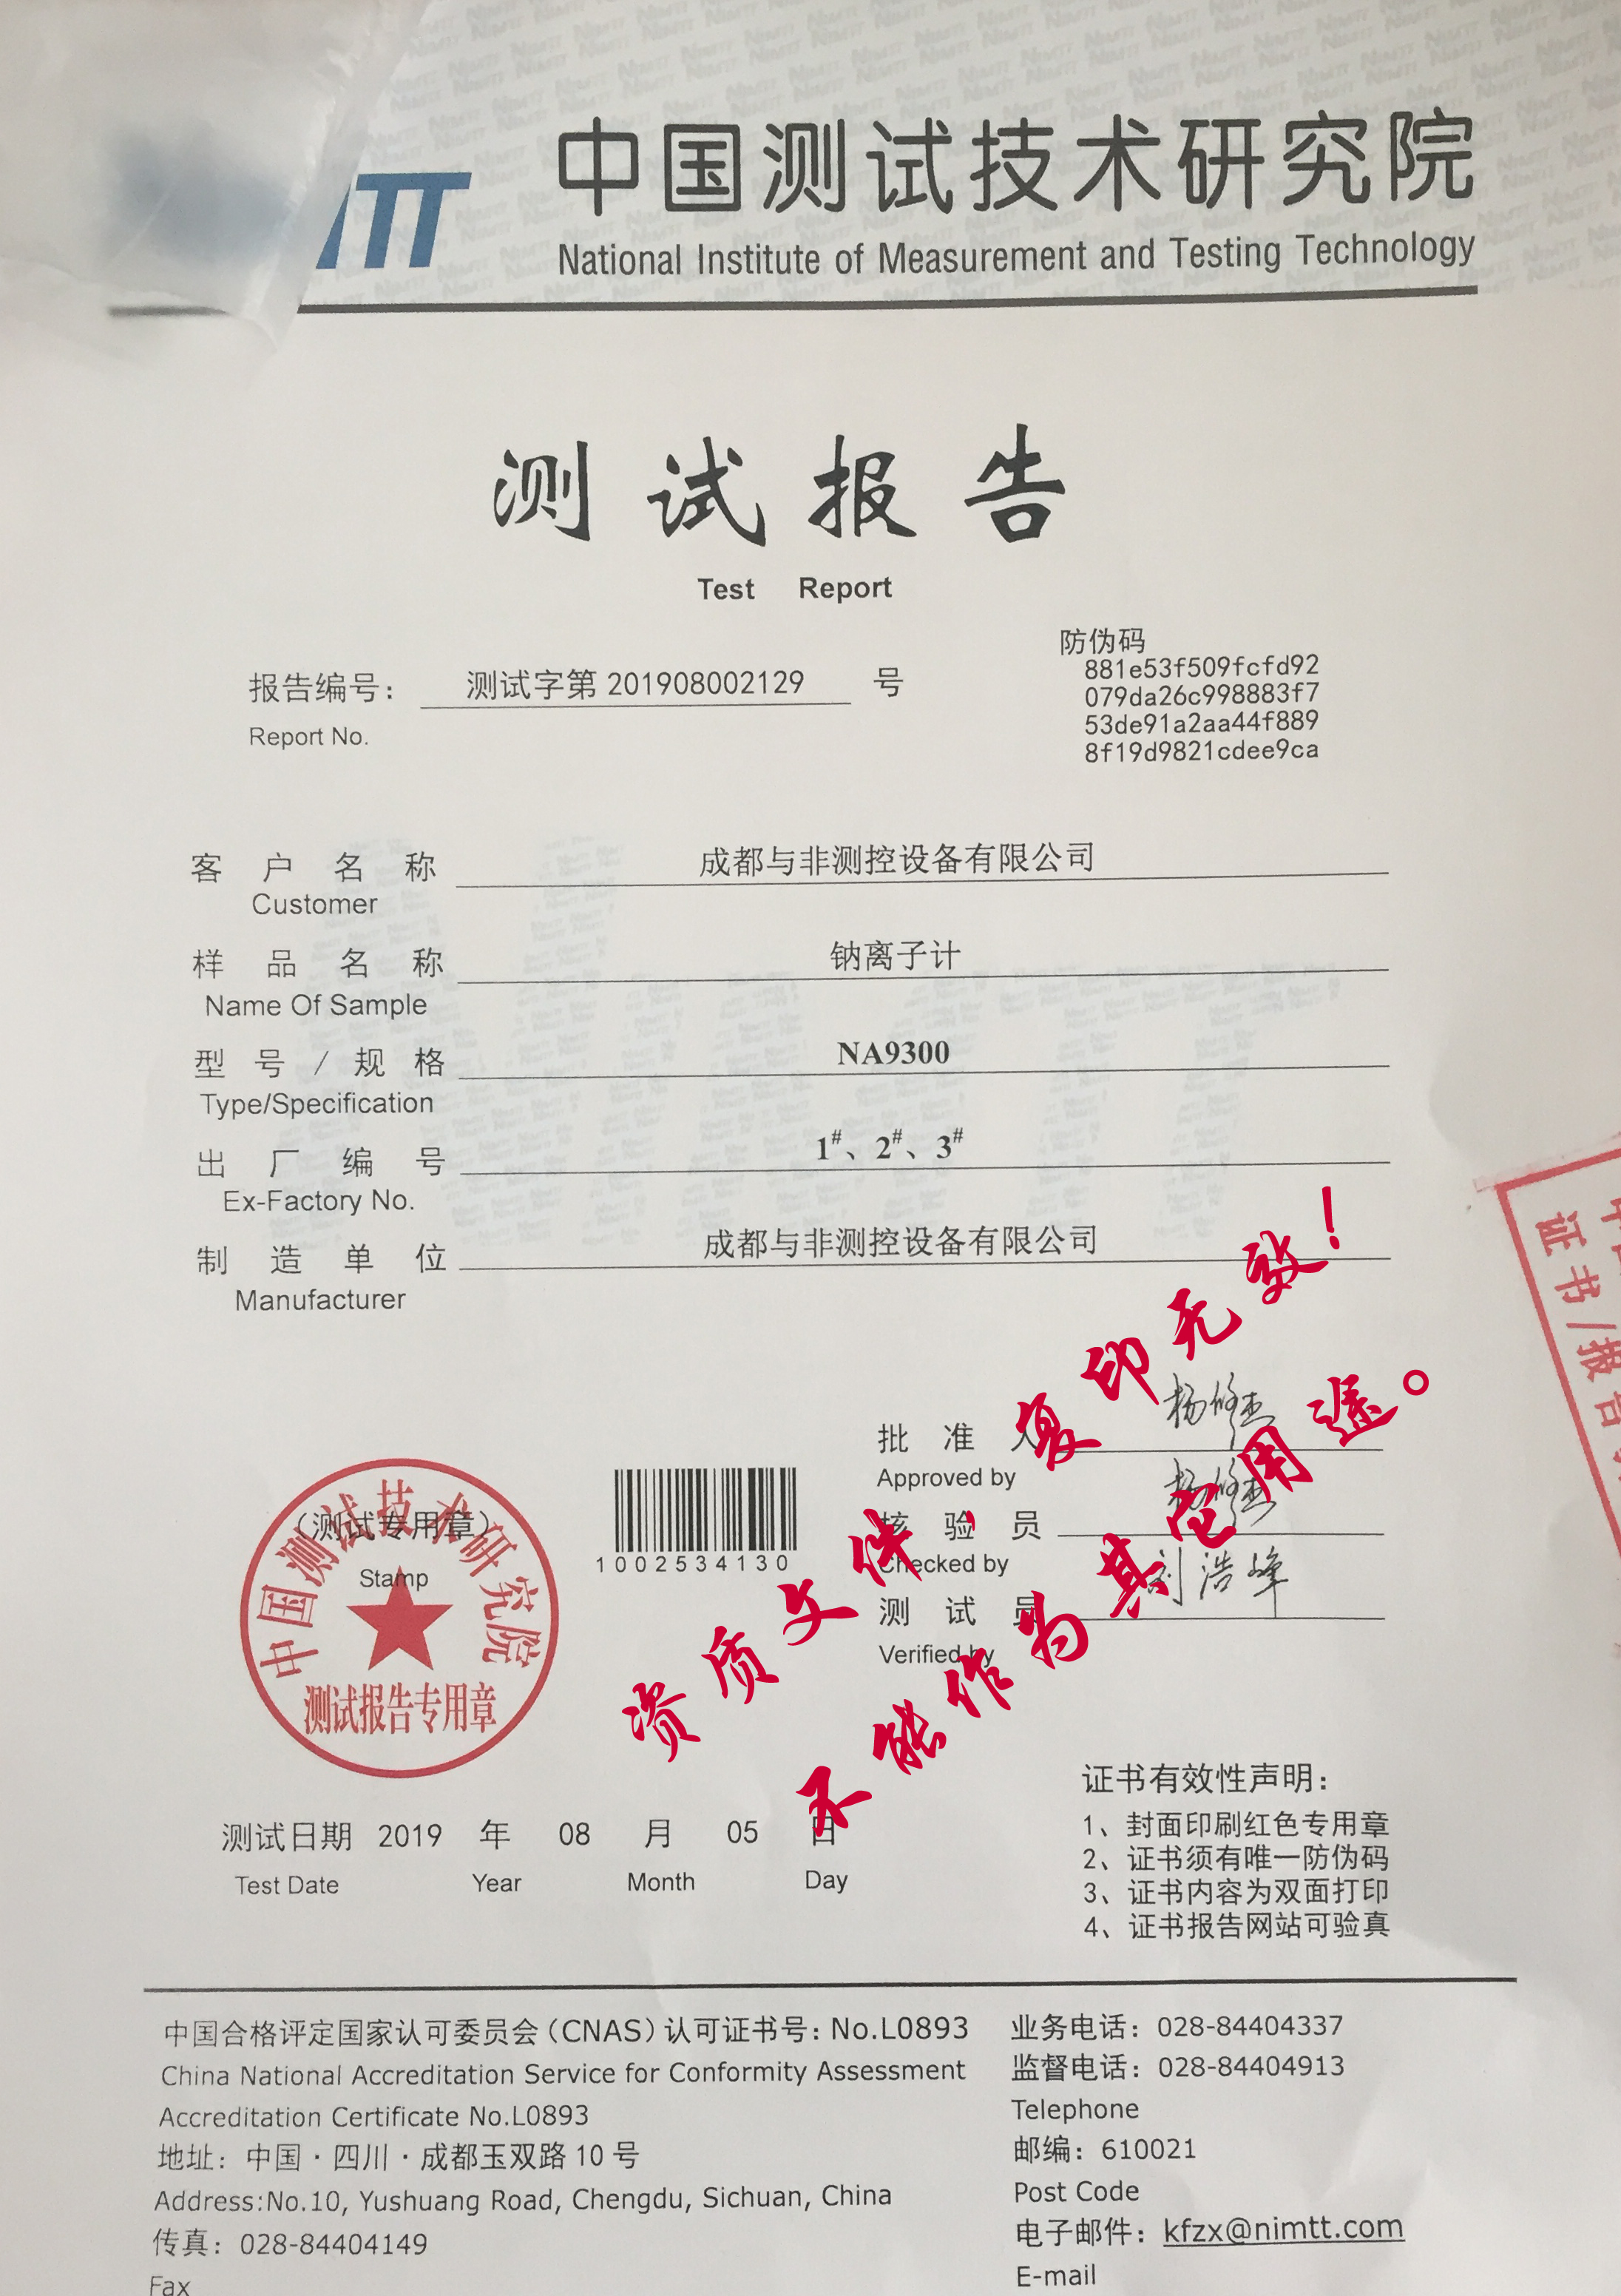 中国测试技术研究院
National Institute of Measurement and Testing Technology
测试报告
Test Report
防伪码
881e53f509fcfd92
079da26c998883f7
53de91a2aa44f889
8f19d9821cdee9ca
报告编号： 测试字第 201908002129 号
Report No.
客户名称 成都与非测控设备有限公司
Customer
样品名称 钠离子计
Name Of Sample
型号/规格 NA9300
Type/Specification
出厂编号 1#、2#、3#
Ex-Factory No.
制造单位 成都与非测控设备有限公司
Manufacturer
证书/报告
资质文件，复印无效！
不能作为其它用途。
批准人
Approved by
核验员
Checked by
测试员 刘浩峰
Verified by
（测试专用章）
Stamp
中国测试技术研究院
测试报告专用章
1002534130
测试日期 2019 年 08 月 05 日
Test Date Year Month Day
证书有效性声明：
1、封面印刷红色专用章
2、证书须有唯一防伪码
3、证书内容为双面打印
4、证书报告网站可验真
中国合格评定国家认可委员会（CNAS）认可证书号：No.L0893
China National Accreditation Service for Conformity Assessment
Accreditation Certificate No.L0893
地址：中国·四川·成都玉双路 10 号
Address:No.10, Yushuang Road, Chengdu, Sichuan, China
传真：028-84404149
Fax
业务电话：028-84404337
监督电话：028-84404913
Telephone
邮编：610021
Post Code
电子邮件：kfzx@nimtt.com
E-mail